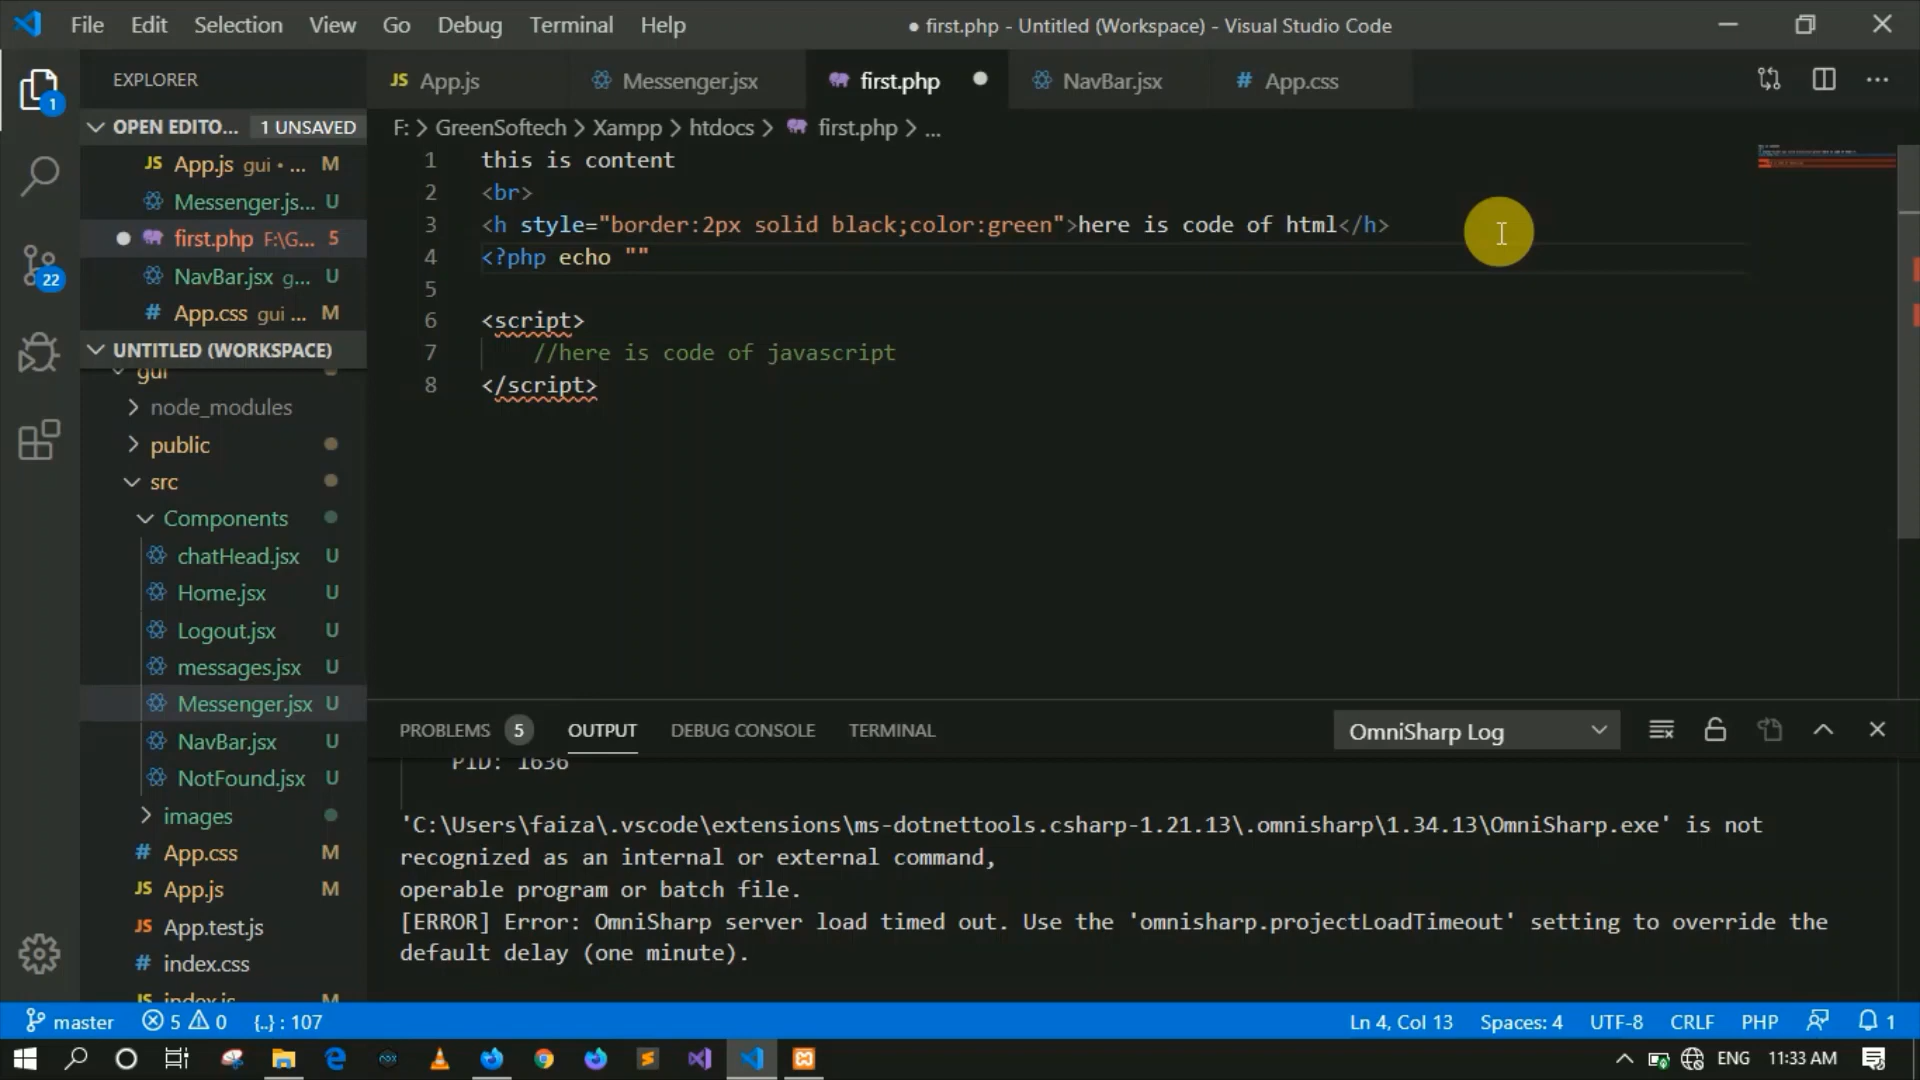 File Edit Selection View Go Debug Terminal Help
● first.php - Untitled (Workspace) - Visual Studio Code
EXPLORER
OPEN EDITO... 1 UNSAVED
JS App.js gui • ... M
Messenger.js... U
first.php F:\G... 5
NavBar.jsx g... U
# App.css gui ... M
UNTITLED (WORKSPACE)
gui
node_modules
public
src
Components
chatHead.jsx U
Home.jsx U
Logout.jsx U
messages.jsx U
Messenger.jsx U
NavBar.jsx U
NotFound.jsx U
images
# App.css M
JS App.js M
JS App.test.js
# index.css
JS index.js M
1
22
JS App.js
Messenger.jsx
first.php
NavBar.jsx
# App.css
F: > GreenSoftech > Xampp > htdocs > first.php > ...
1 this is content
2 <br>
3 <h style="border:2px solid black;color:green">here is code of html</h>
4 <?php echo ""
5
6 <script>
7 //here is code of javascript
8 </script>
PROBLEMS 5 OUTPUT DEBUG CONSOLE TERMINAL
OmniSharp Log
PID: 1636
'C:\Users\faiza\.vscode\extensions\ms-dotnettools.csharp-1.21.13\.omnisharp\1.34.13\OmniSharp.exe' is not
recognized as an internal or external command,
operable program or batch file.
[ERROR] Error: OmniSharp server load timed out. Use the 'omnisharp.projectLoadTimeout' setting to override the
default delay (one minute).
master 5 0 {..} : 107
Ln 4, Col 13 Spaces: 4 UTF-8 CRLF PHP 1
ENG 11:33 AM